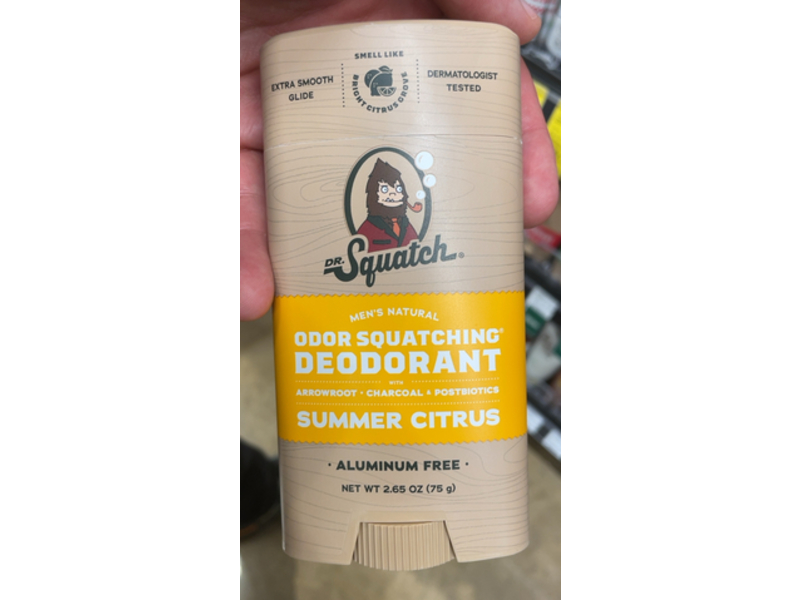 SMELL LIKE
BRIGHT CITRUS GROVE
EXTRA SMOOTH
GLIDE
DERMATOLOGIST
TESTED
DR. Squatch®
MEN'S NATURAL
ODOR SQUATCHING®
DEODORANT
WITH
ARROWROOT • CHARCOAL & POSTBIOTICS
SUMMER CITRUS
• ALUMINUM FREE •
NET WT 2.65 OZ (75 g)